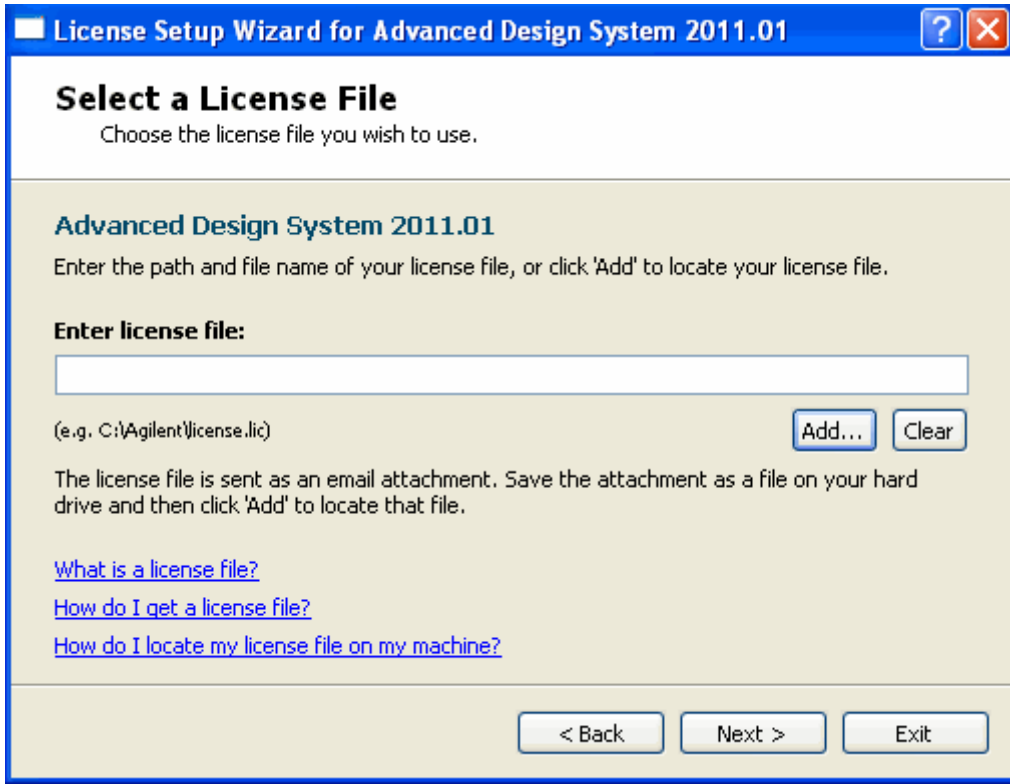 License Setup Wizard for Advanced Design System 2011.01
Select a License File
Choose the license file you wish to use.
Advanced Design System 2011.01
Enter the path and file name of your license file, or click 'Add' to locate your license file.
Enter license file:
(e.g. C:\Agilent\license.lic)
Add... Clear
The license file is sent as an email attachment. Save the attachment as a file on your hard
drive and then click 'Add' to locate that file.
What is a license file?
How do I get a license file?
How do I locate my license file on my machine?
< Back Next > Exit